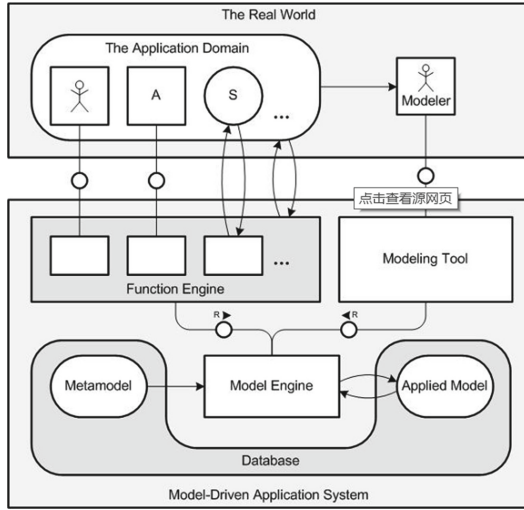 The Real World
The Application Domain
A
S
...
Modeler
点击查看源网页
...
Function Engine
Modeling Tool
R
R
Metamodel
Model Engine
Applied Model
Database
Model-Driven Application System